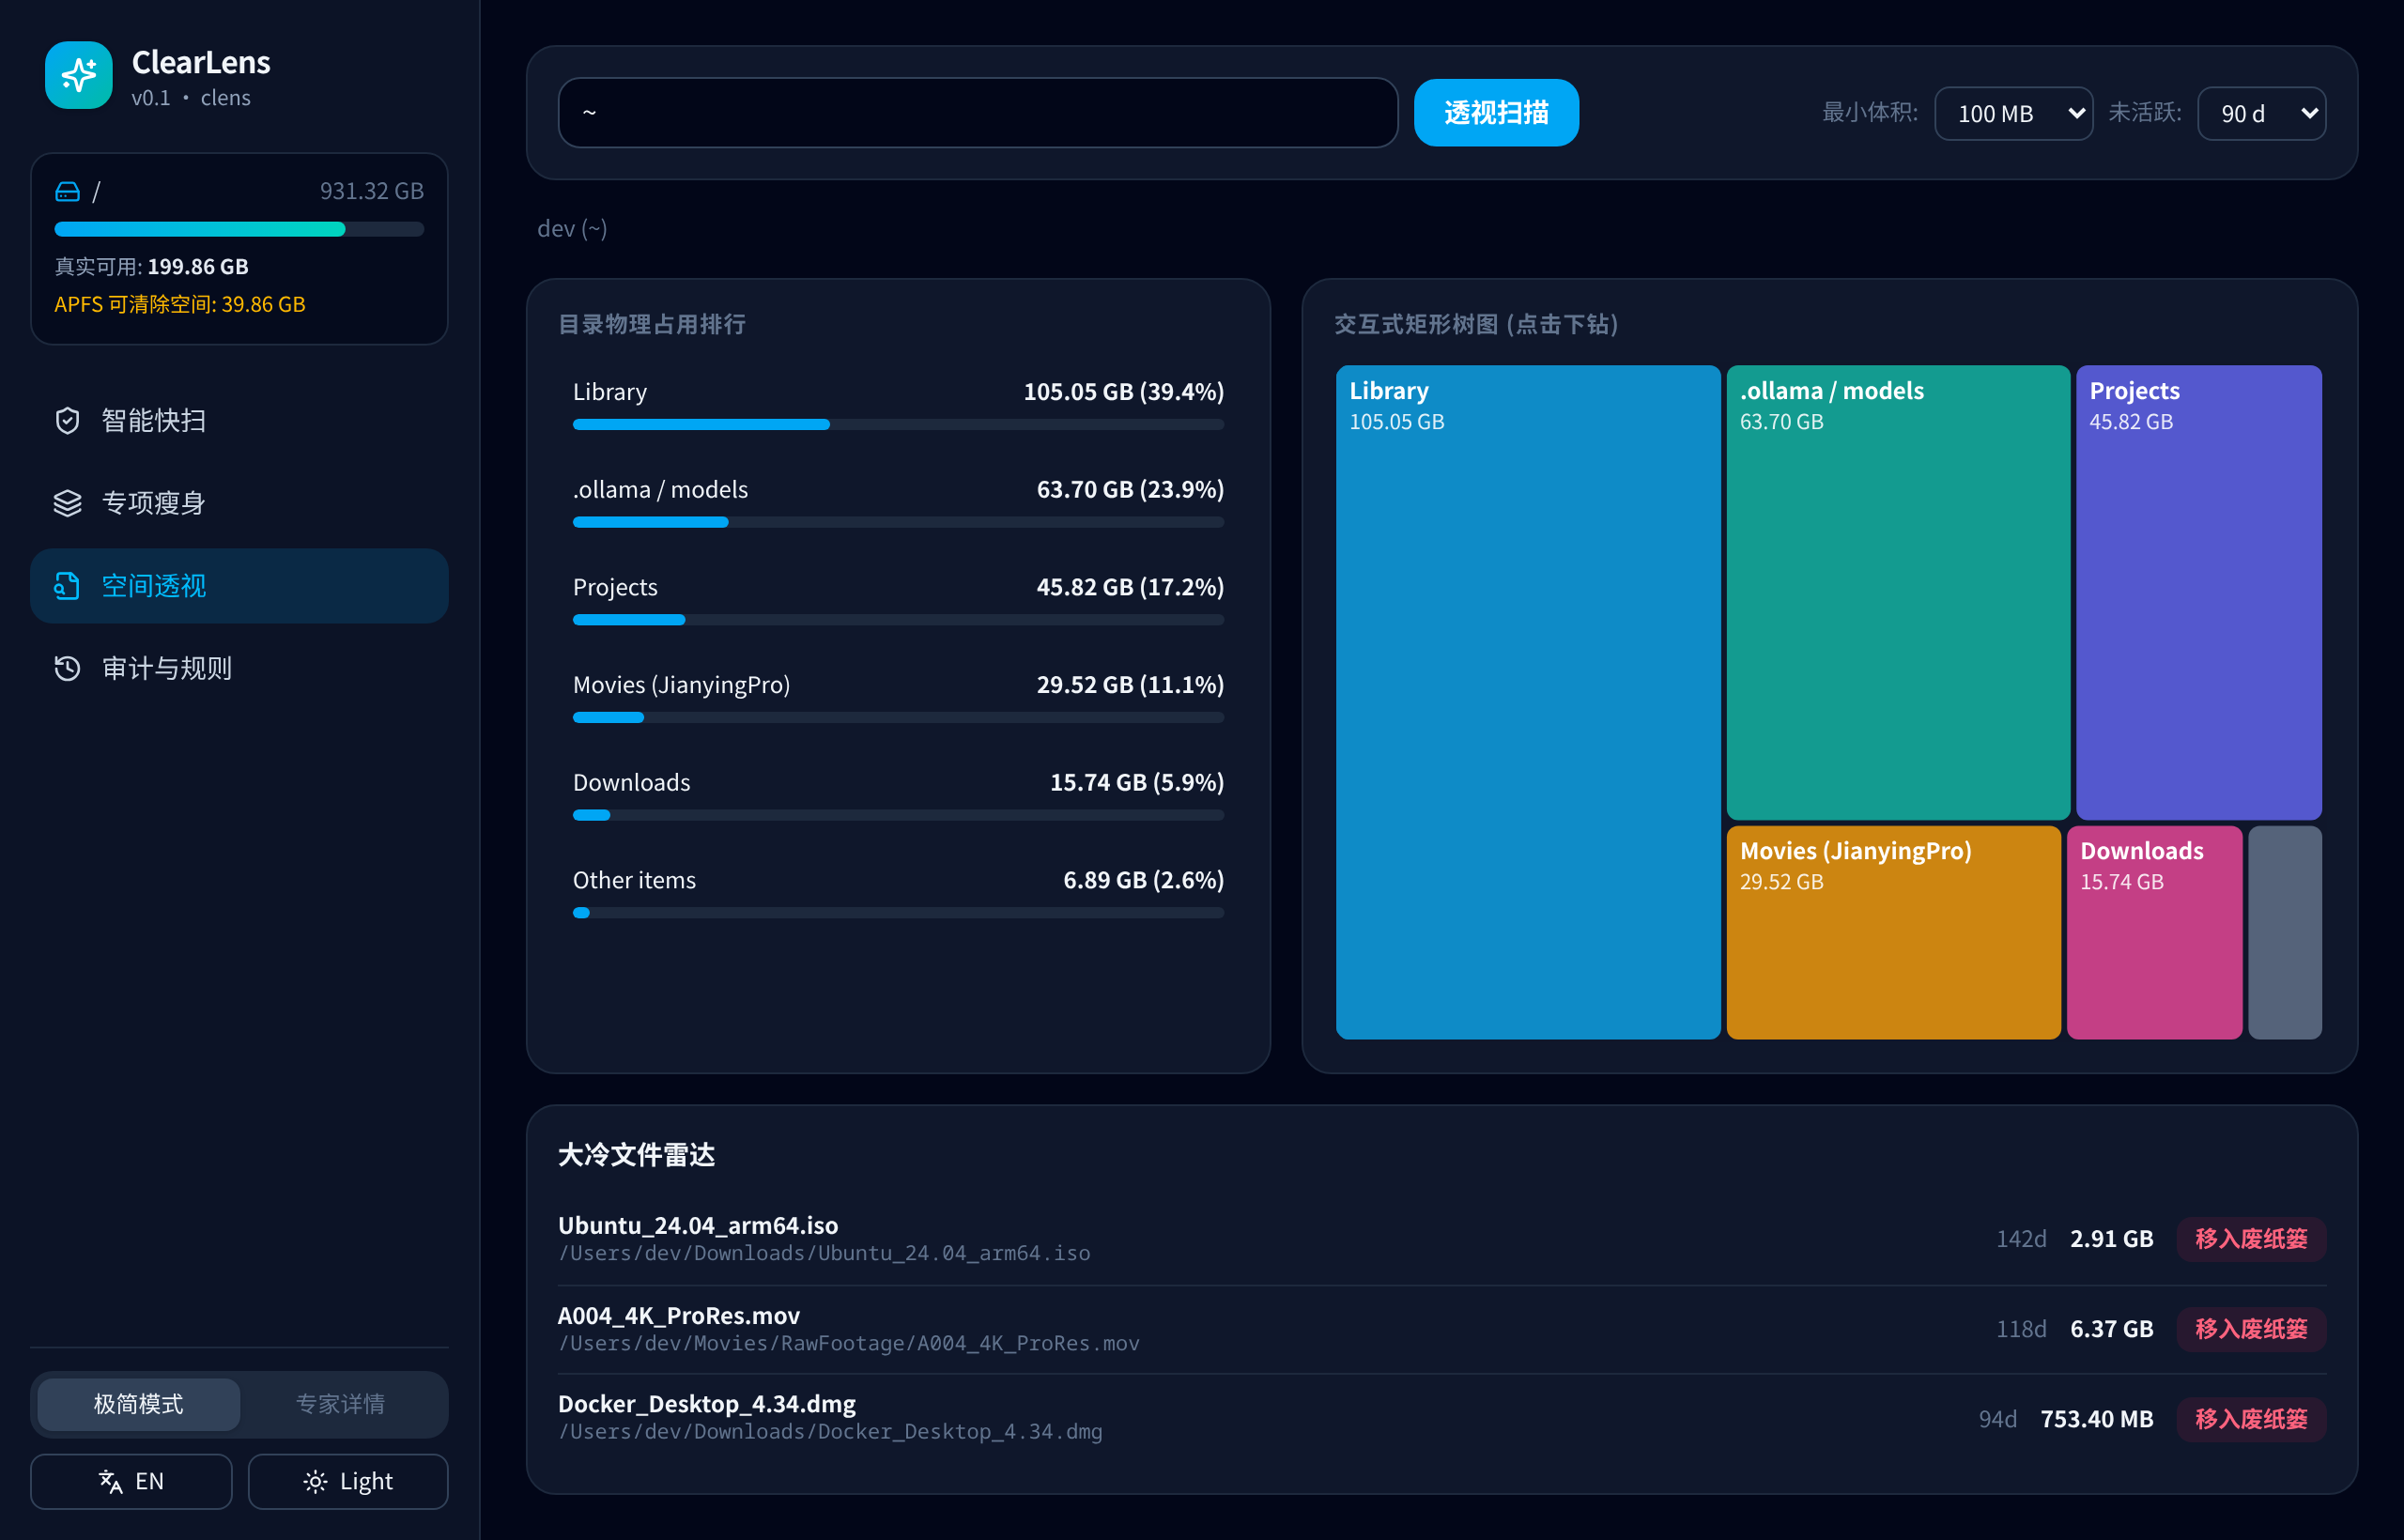 ClearLens
v0.1 • clens
/ 931.32 GB
真实可用: 199.86 GB
APFS 可清除空间: 39.86 GB
智能快扫
专项瘦身
空间透视
审计与规则
极简模式 专家详情
EN Light
~ 透视扫描 最小体积: 100 MB 未活跃: 90 d
dev (~)
目录物理占用排行
Library 105.05 GB (39.4%)
.ollama / models 63.70 GB (23.9%)
Projects 45.82 GB (17.2%)
Movies (JianyingPro) 29.52 GB (11.1%)
Downloads 15.74 GB (5.9%)
Other items 6.89 GB (2.6%)
交互式矩形树图 (点击下钻)
Library
105.05 GB
.ollama / models
63.70 GB
Projects
45.82 GB
Movies (JianyingPro)
29.52 GB
Downloads
15.74 GB
大冷文件雷达
Ubuntu_24.04_arm64.iso
/Users/dev/Downloads/Ubuntu_24.04_arm64.iso
142d 2.91 GB 移入废纸篓
A004_4K_ProRes.mov
/Users/dev/Movies/RawFootage/A004_4K_ProRes.mov
118d 6.37 GB 移入废纸篓
Docker_Desktop_4.34.dmg
/Users/dev/Downloads/Docker_Desktop_4.34.dmg
94d 753.40 MB 移入废纸篓